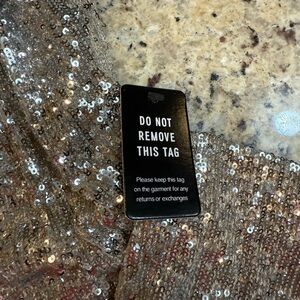 DO NOT
REMOVE
THIS TAG
Please keep this tag
on the garment for any
returns or exchanges